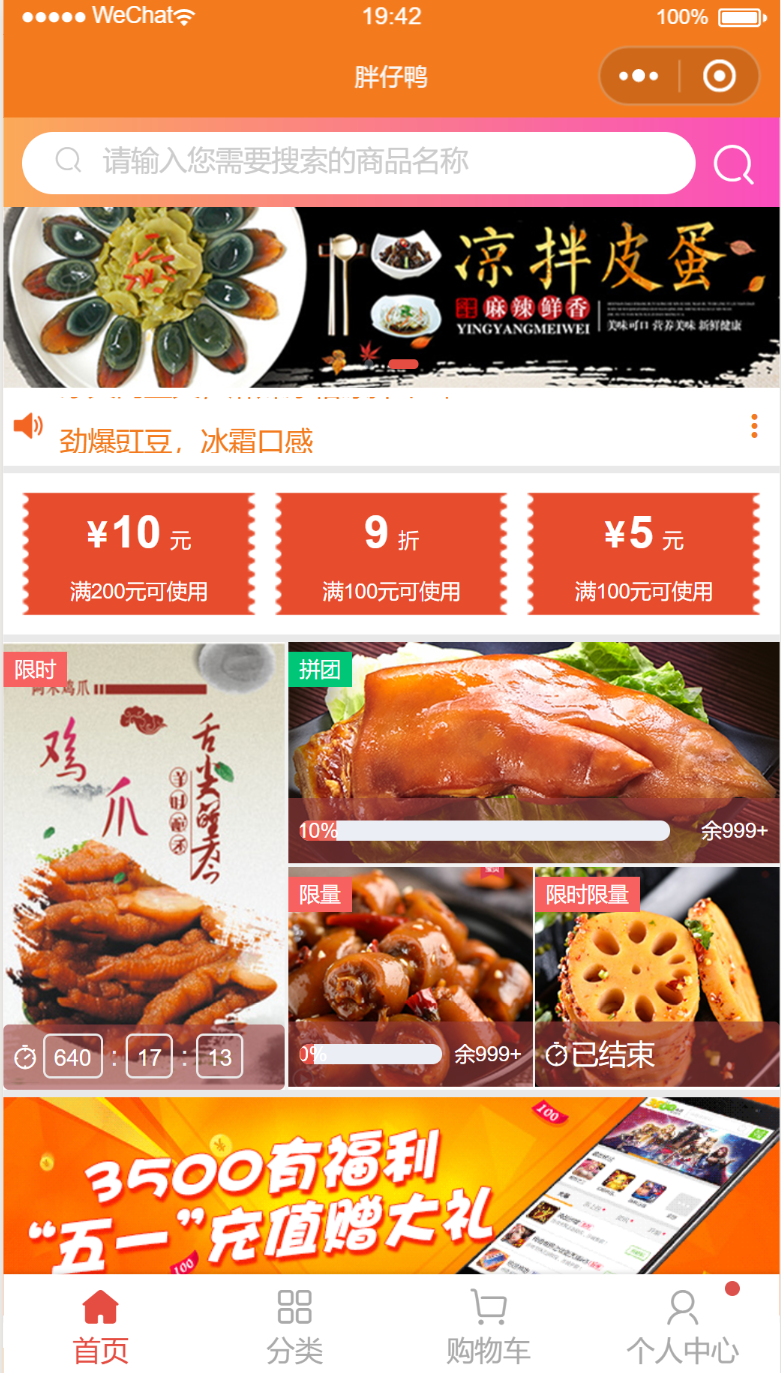 WeChat
19:42
100%
胖仔鸭
请输入您需要搜索的商品名称
凉拌皮蛋
麻辣鲜香
YINGYANGMEIWEI
美味可口 营养美味 新鲜健康
劲爆豇豆，冰霜口感
¥10 元
9 折
¥5 元
满200元可使用
满100元可使用
满100元可使用
限时
鸡爪
舌尖
640 : 17 : 13
拼团
10%
余999+
限量
0%
余999+
限时限量
已结束
3500有福利
“五一”充值赠大礼
100
100
首页
分类
购物车
个人中心